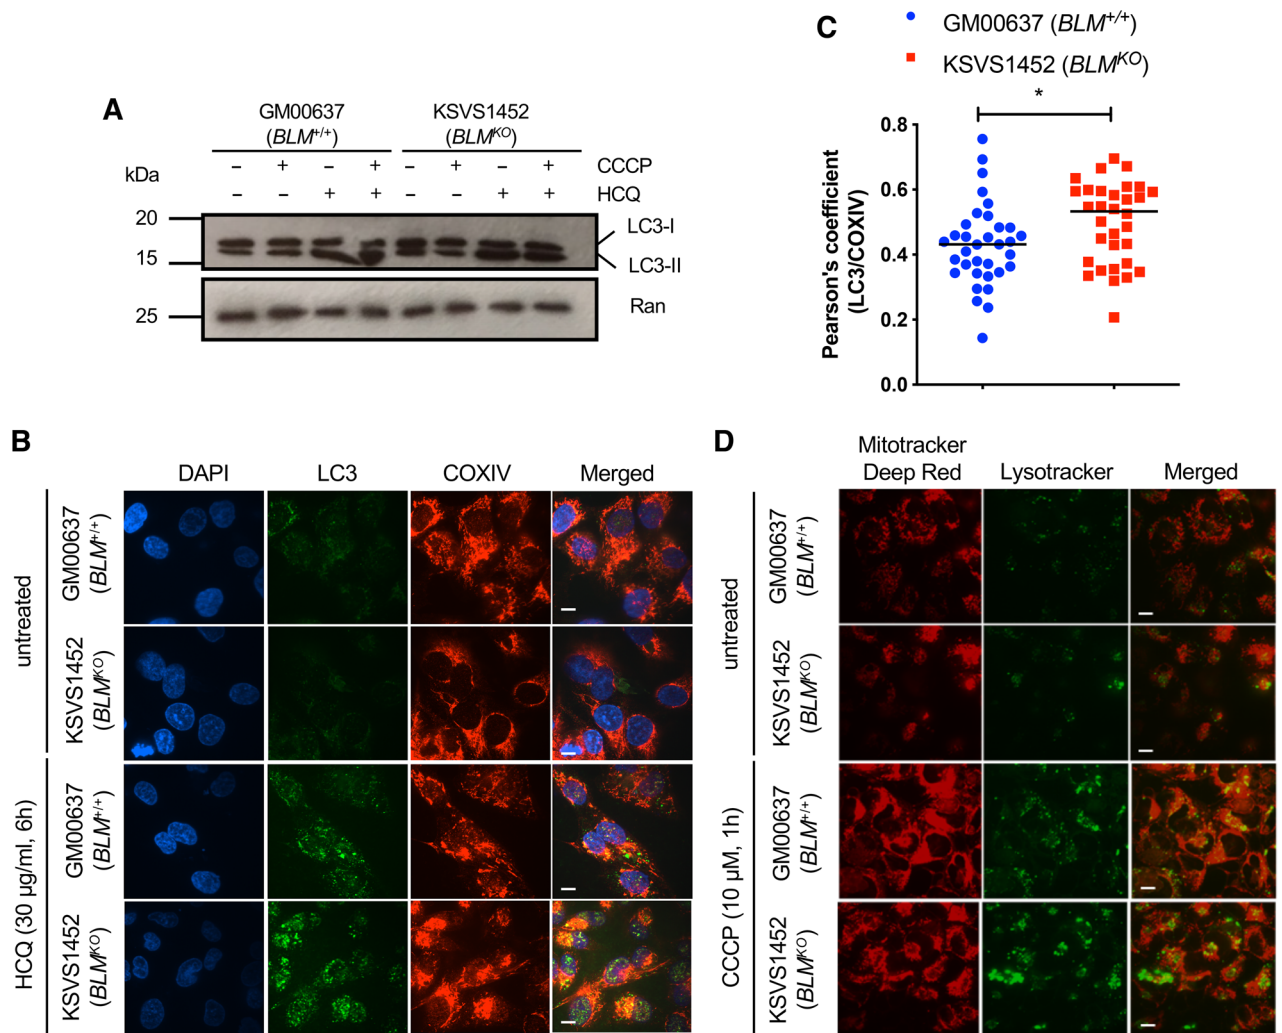 A
GM00637
(BLM+/+)
KSVS1452
(BLMKO)
kDa
– + – + – + – + CCCP
– – + + – – + + HCQ
20
15
LC3-I
LC3-II
25
Ran
C
GM00637 (BLM+/+)
KSVS1452 (BLMKO)
*
Pearson's coefficient
(LC3/COXIV)
0.8
0.6
0.4
0.2
0.0
B
DAPI LC3 COXIV Merged
untreated
GM00637
(BLM+/+)
KSVS1452
(BLMKO)
HCQ (30 µg/ml, 6h)
GM00637
(BLM+/+)
KSVS1452
(BLMKO)
D
Mitotracker
Deep Red Lysotracker Merged
untreated
GM00637
(BLM+/+)
KSVS1452
(BLMKO)
CCCP (10 µM, 1h)
GM00637
(BLM+/+)
KSVS1452
(BLMKO)